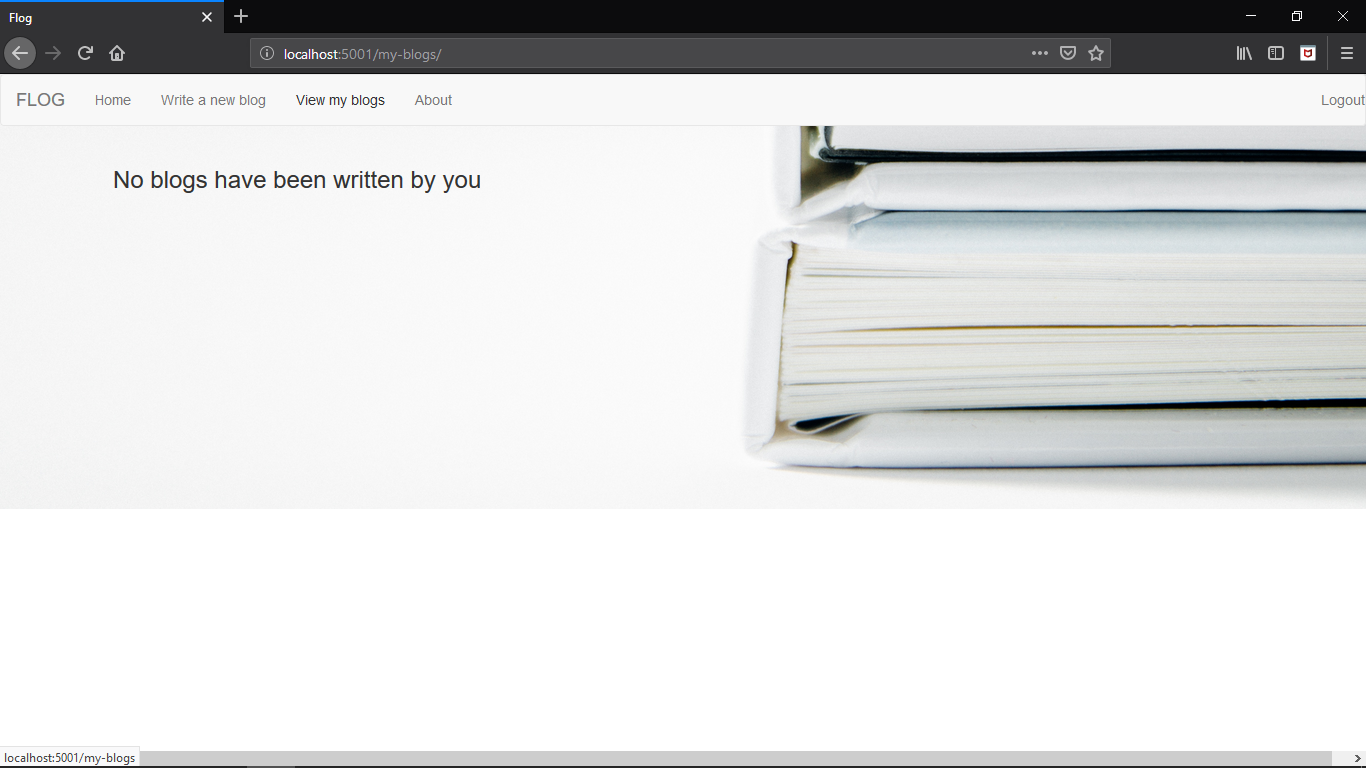 Flog
localhost:5001/my-blogs/
FLOG Home Write a new blog View my blogs About Logout
No blogs have been written by you
localhost:5001/my-blogs